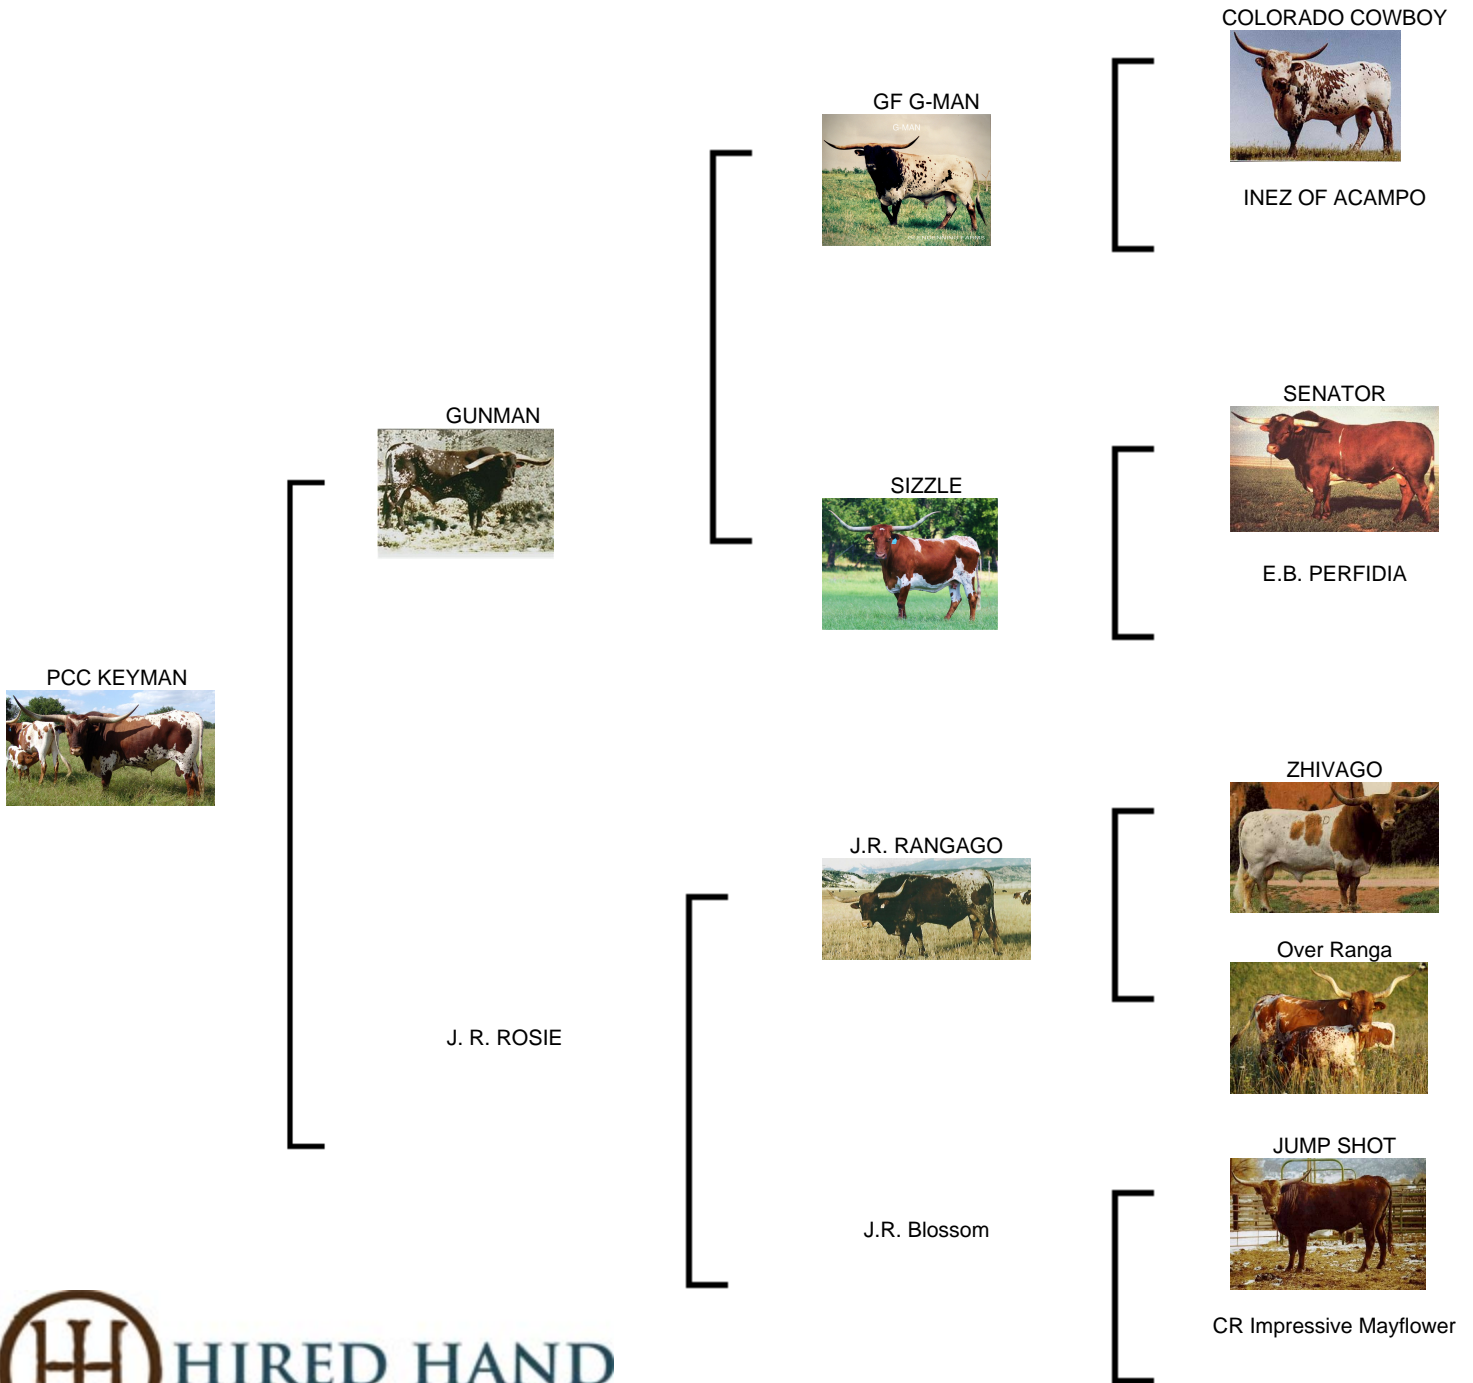 COLORADO COWBOY
GF G-MAN
G-MAN
INEZ OF ACAMPO
SENATOR
GUNMAN
SIZZLE
E.B. PERFIDIA
PCC KEYMAN
ZHIVAGO
J.R. RANGAGO
Over Ranga
J. R. ROSIE
JUMP SHOT
J.R. Blossom
CR Impressive Mayflower
HIRED HAND